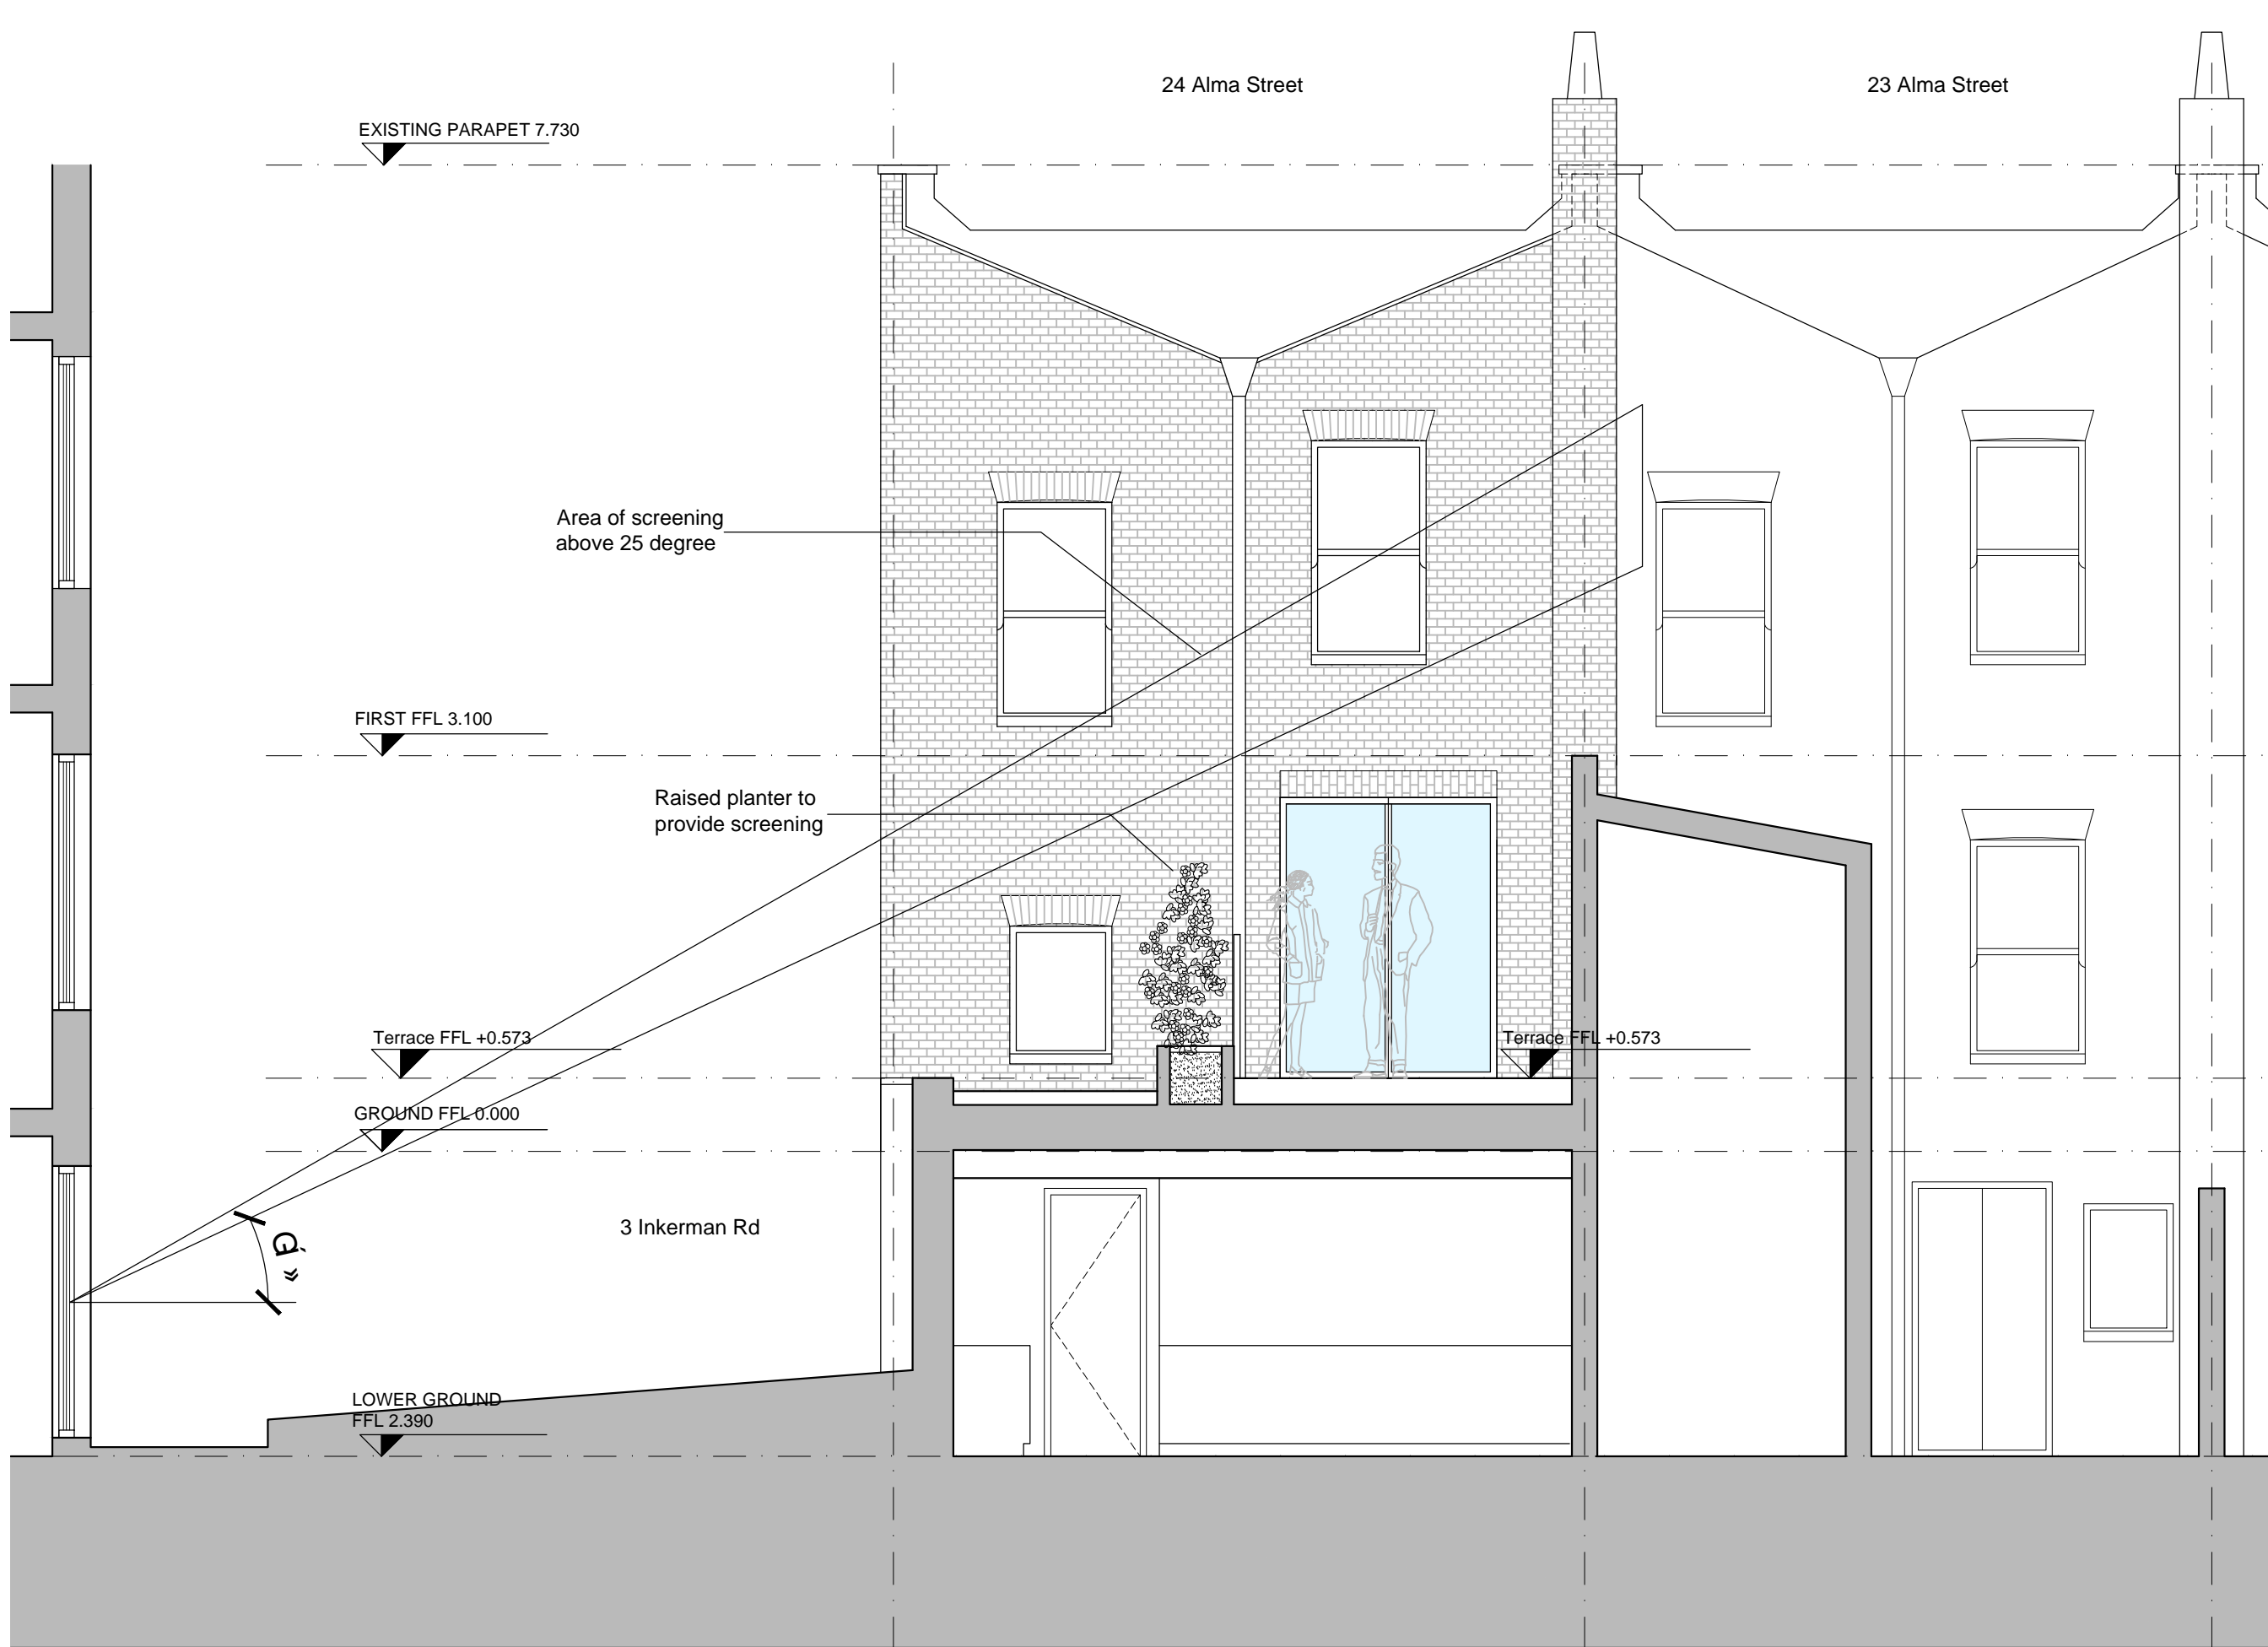 24 Alma Street
23 Alma Street
EXISTING PARAPET 7.730
Area of screening
above 25 degree
FIRST FFL 3.100
Raised planter to
provide screening
Terrace FFL +0.573
Terrace FFL +0.573
GROUND FFL 0.000
3 Inkerman Rd
LOWER GROUND
FFL 2.390